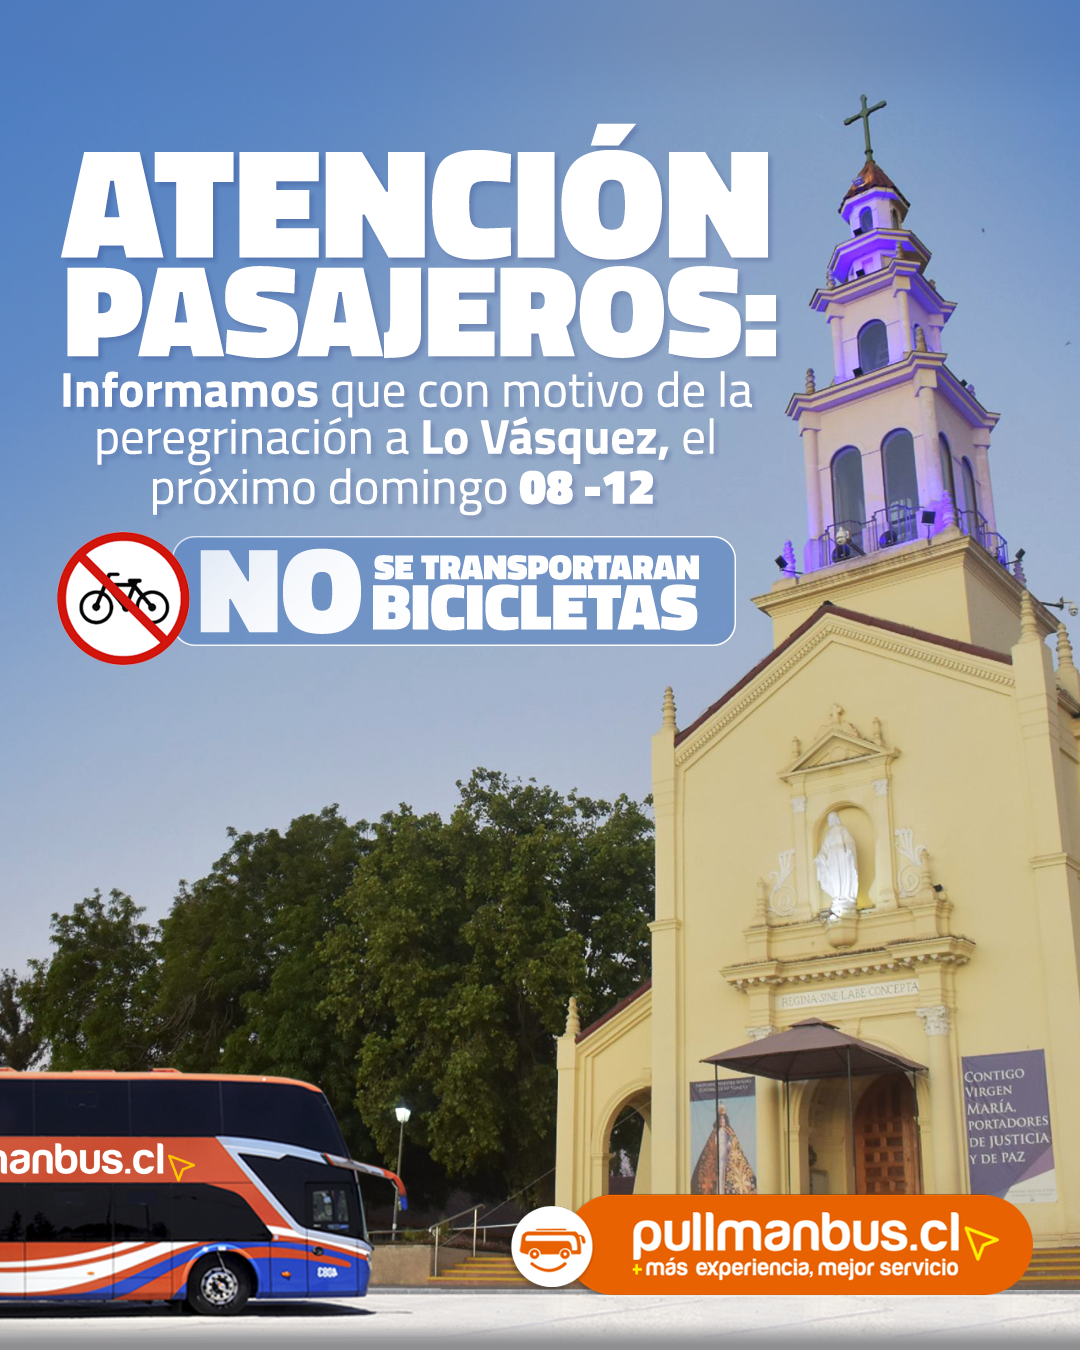 ATENCIÓN
PASAJEROS:
Informamos que con motivo de la
peregrinación a Lo Vásquez, el
próximo domingo 08 -12
NO SE TRANSPORTARAN
BICICLETAS
REGINA SINE LABE CONCEPTA
CONTIGO
VIRGEN
MARÍA,
PORTADORES
DE JUSTICIA
Y DE PAZ
manbus.cl
pullmanbus.cl
+más experiencia, mejor servicio